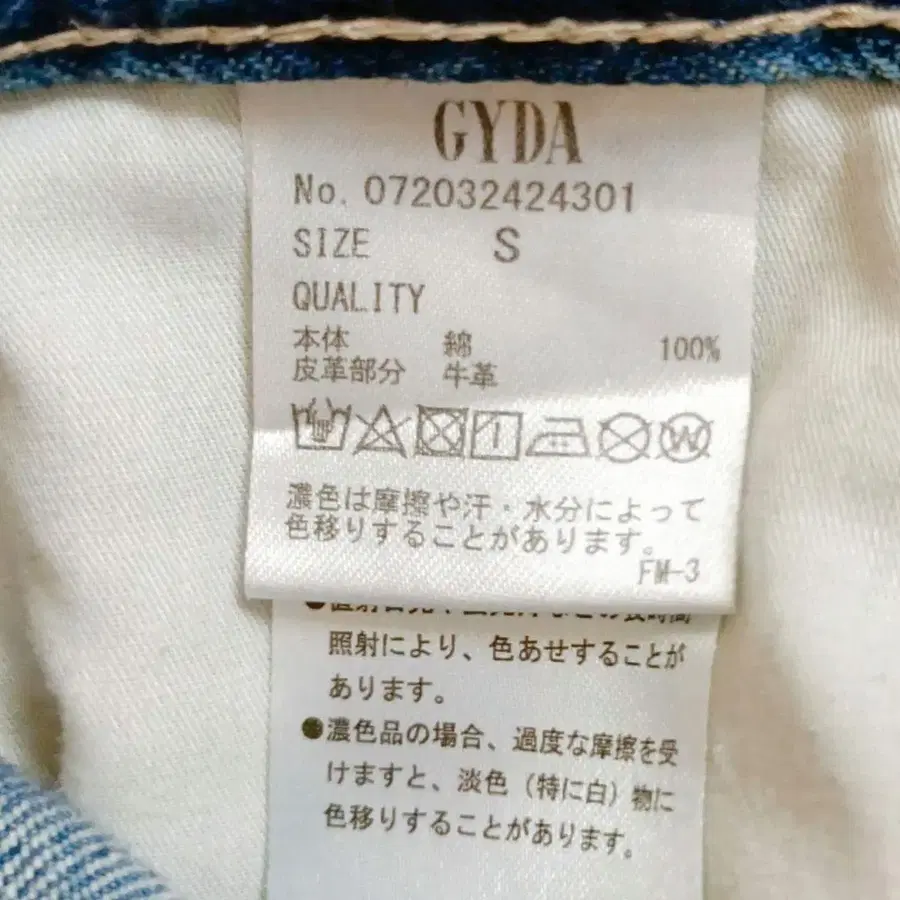 GYDA
No. 072032424301
SIZE S
QUALITY
本体 綿 100%
皮革部分 牛革
W
濃色は摩擦や汗・水分によって
色移りすることがあります。
FM-3
照射により、色あせすることが
あります。
●濃色品の場合、過度な摩擦を受
けますと、淡色（特に白）物に
色移りすることがあります。